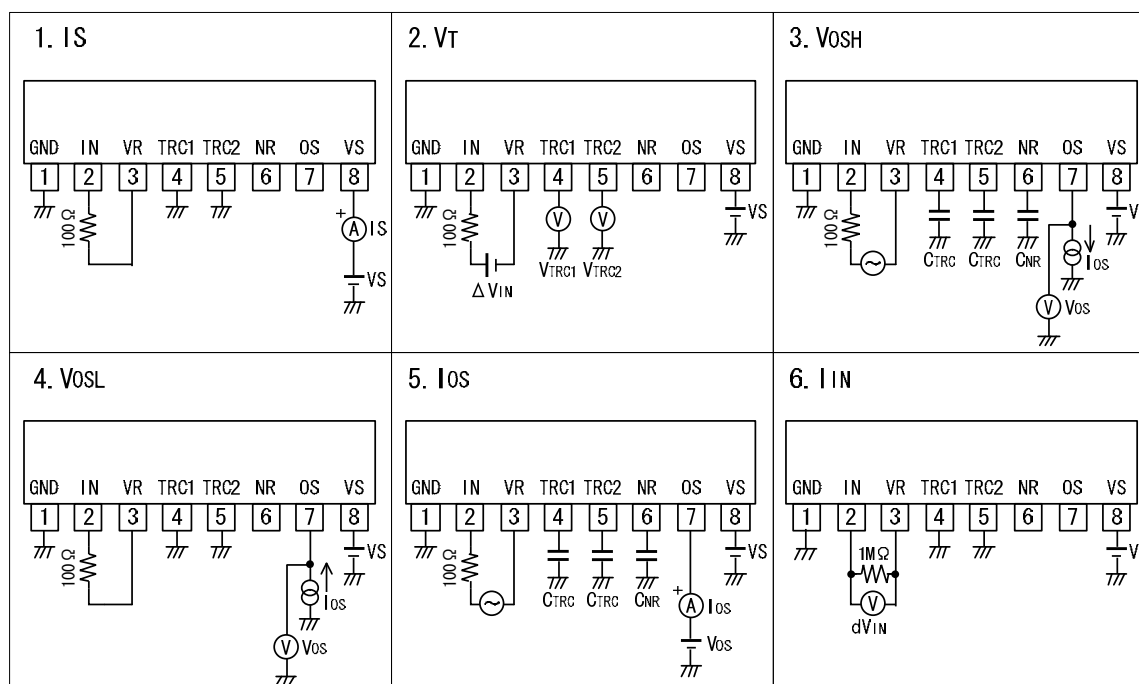 1. IS
GND IN VR TRC1 TRC2 NR OS VS
1 2 3 4 5 6 7 8
100Ω
+
A
IS
VS
2. VT
GND IN VR TRC1 TRC2 NR OS VS
1 2 3 4 5 6 7 8
100Ω
V V
VS
VTRC1 VTRC2
ΔVIN
3. VOSH
GND IN VR TRC1 TRC2 NR OS VS
1 2 3 4 5 6 7 8
100Ω
V
CTRC CTRC CNR
IOS
V VOS
4. VOSL
GND IN VR TRC1 TRC2 NR OS VS
1 2 3 4 5 6 7 8
100Ω
VS
IOS
V VOS
5. IOS
GND IN VR TRC1 TRC2 NR OS VS
1 2 3 4 5 6 7 8
100Ω
VS
CTRC CTRC CNR
+
A
IOS
VOS
6. IIN
GND IN VR TRC1 TRC2 NR OS VS
1 2 3 4 5 6 7 8
1MΩ
V
V
dVIN